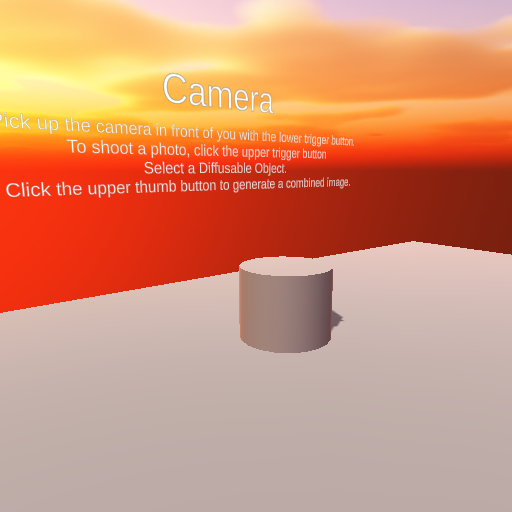 Camera
Pick up the camera in front of you with the lower trigger button.
To shoot a photo, click the upper trigger button
Select a Diffusable Object.
Click the upper thumb button to generate a combined image.